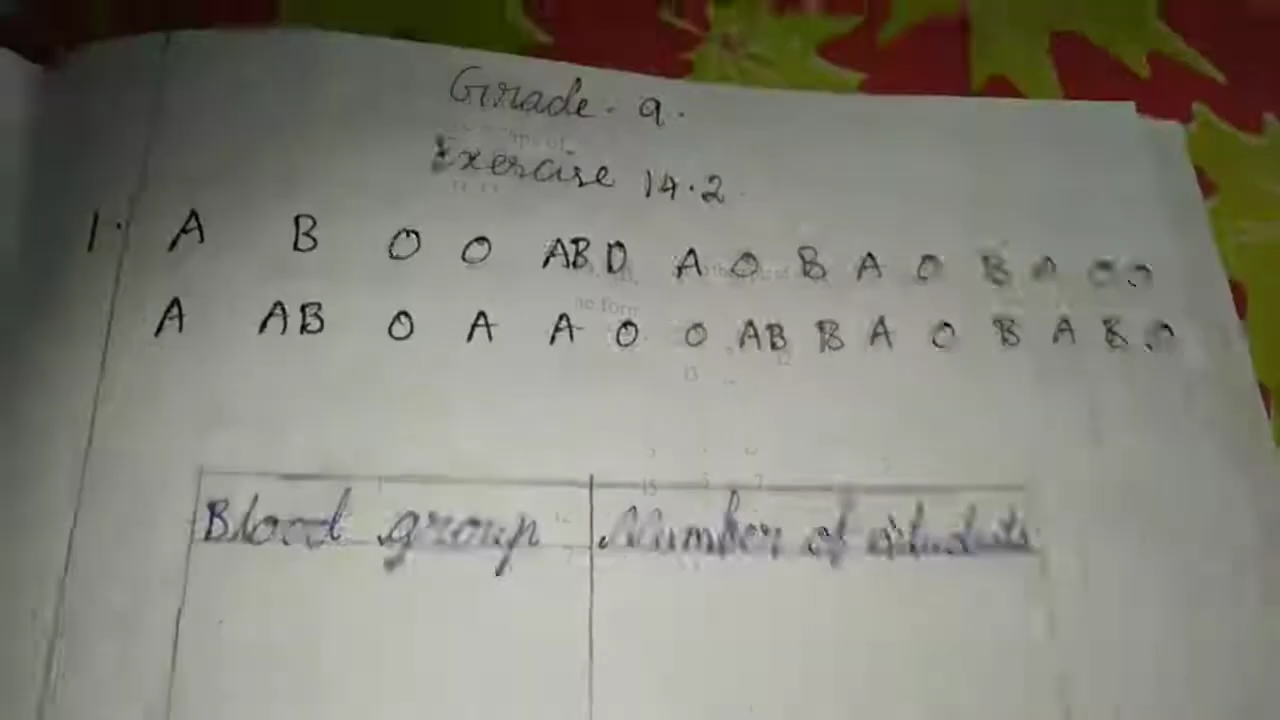 Grade - 9.
Exercise 14.2
1. A B O O AB O A O B A O B O O O
A AB O A A O O AB B A O B A B O
Blood group Number of students